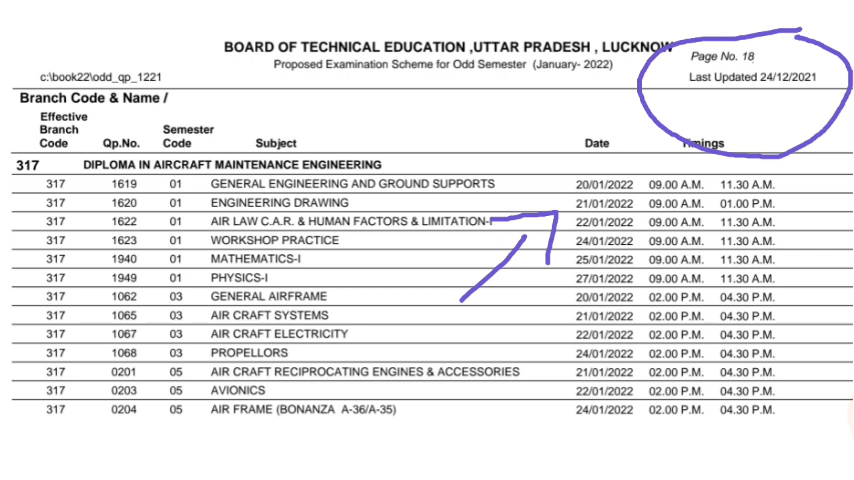 BOARD OF TECHNICAL EDUCATION ,UTTAR PRADESH , LUCKNOW
Page No. 18
Proposed Examination Scheme for Odd Semester (January- 2022)
c:\book22\odd_qp_1221 Last Updated 24/12/2021
Branch Code & Name /
Effective
Branch Semester
Code Qp.No. Code Subject Date Timings
317 DIPLOMA IN AIRCRAFT MAINTENANCE ENGINEERING
317 1619 01 GENERAL ENGINEERING AND GROUND SUPPORTS 20/01/2022 09.00 A.M. 11.30 A.M.
317 1620 01 ENGINEERING DRAWING 21/01/2022 09.00 A.M. 01.00 P.M.
317 1622 01 AIR LAW C.A.R. & HUMAN FACTORS & LIMITATION-I 22/01/2022 09.00 A.M. 11.30 A.M.
317 1623 01 WORKSHOP PRACTICE 24/01/2022 09.00 A.M. 11.30 A.M.
317 1940 01 MATHEMATICS-I 25/01/2022 09.00 A.M. 11.30 A.M.
317 1949 01 PHYSICS-I 27/01/2022 09.00 A.M. 11.30 A.M.
317 1062 03 GENERAL AIRFRAME 20/01/2022 02.00 P.M. 04.30 P.M.
317 1065 03 AIR CRAFT SYSTEMS 21/01/2022 02.00 P.M. 04.30 P.M.
317 1067 03 AIR CRAFT ELECTRICITY 22/01/2022 02.00 P.M. 04.30 P.M.
317 1068 03 PROPELLORS 24/01/2022 02.00 P.M. 04.30 P.M.
317 0201 05 AIR CRAFT RECIPROCATING ENGINES & ACCESSORIES 21/01/2022 02.00 P.M. 04.30 P.M.
317 0203 05 AVIONICS 22/01/2022 02.00 P.M. 04.30 P.M.
317 0204 05 AIR FRAME (BONANZA A-36/A-35) 24/01/2022 02.00 P.M. 04.30 P.M.